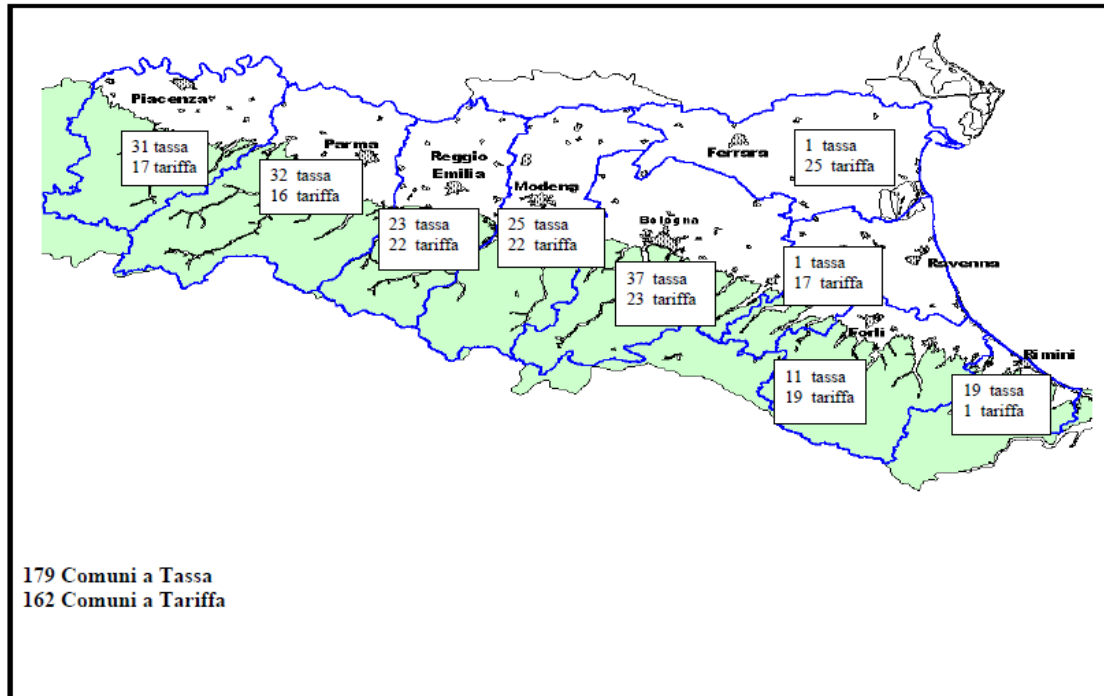 Piacenza
31 tassa
17 tariffa
Parma
32 tassa
16 tariffa
Reggio
Emilia
23 tassa
22 tariffa
Modena
25 tassa
22 tariffa
Bologna
37 tassa
23 tariffa
Ferrara
1 tassa
25 tariffa
Ravenna
1 tassa
17 tariffa
Forli
11 tassa
19 tariffa
Rimini
19 tassa
1 tariffa
179 Comuni a Tassa
162 Comuni a Tariffa